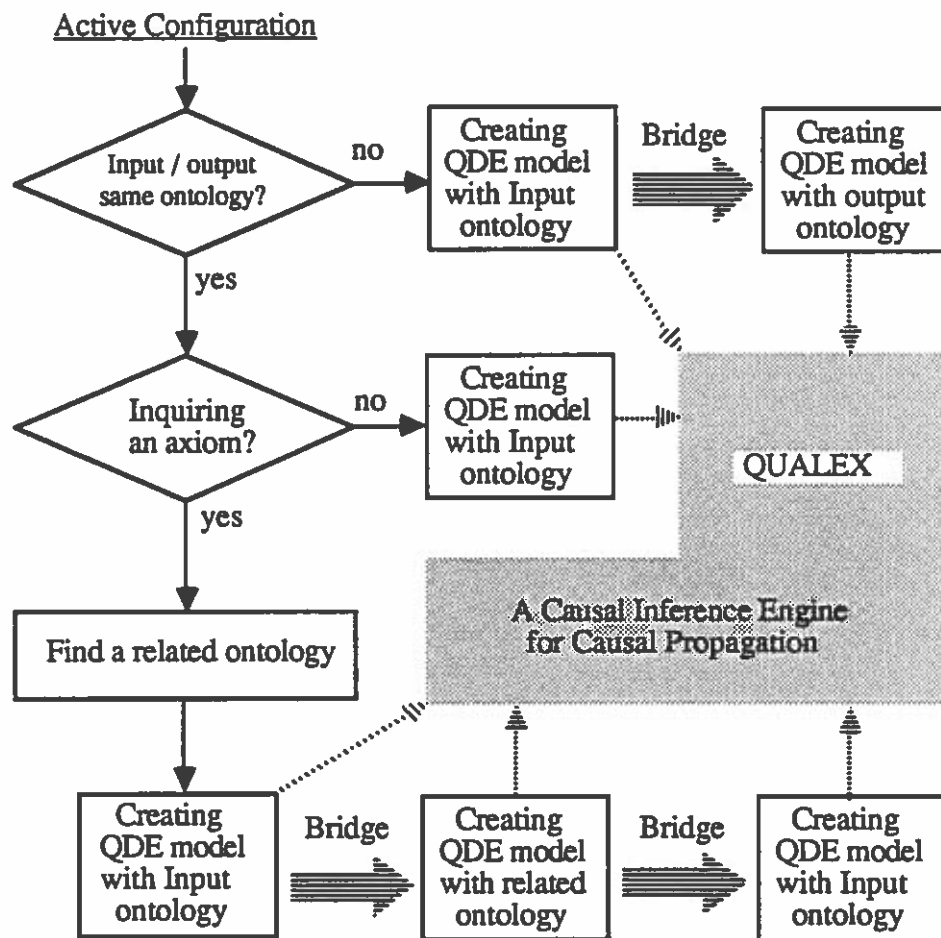 Active Configuration
Input / output
same ontology?
no
Creating
QDE model
with Input
ontology
Bridge
Creating
QDE model
with output
ontology
yes
Inquiring
an axiom?
no
Creating
QDE model
with Input
ontology
QUALEX
yes
A Causal Inference Engine
for Causal Propagation
Find a related ontology
Creating
QDE model
with Input
ontology
Bridge
Creating
QDE model
with related
ontology
Bridge
Creating
QDE model
with Input
ontology